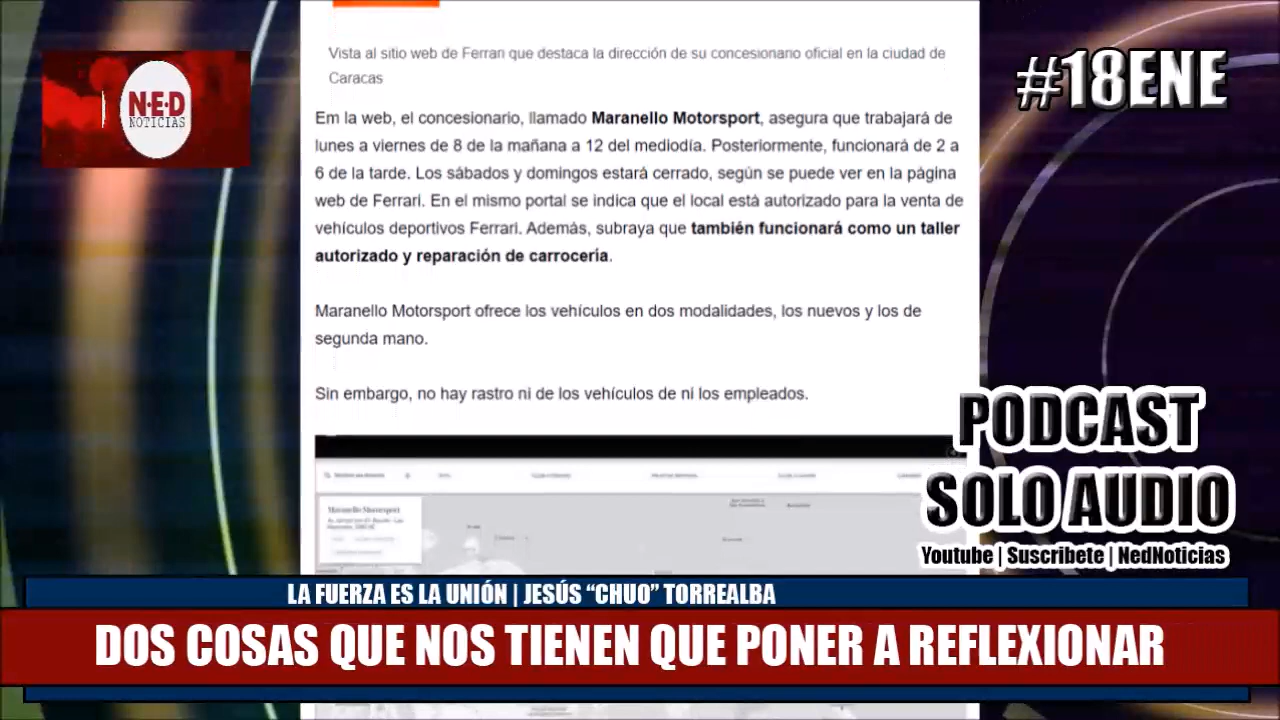 N·E·D
NOTICIAS
#18ENE
Vista al sitio web de Ferrari que destaca la dirección de su concesionario oficial en la ciudad de
Caracas
Em la web, el concesionario, llamado Maranello Motorsport, asegura que trabajará de
lunes a viernes de 8 de la mañana a 12 del mediodía. Posteriormente, funcionará de 2 a
6 de la tarde. Los sábados y domingos estará cerrado, según se puede ver en la página
web de Ferrari. En el mismo portal se indica que el local está autorizado para la venta de
vehículos deportivos Ferrari. Además, subraya que también funcionará como un taller
autorizado y reparación de carrocería.
Maranello Motorsport ofrece los vehículos en dos modalidades, los nuevos y los de
segunda mano.
Sin embargo, no hay rastro ni de los vehículos de ni los empleados.
Maranello Motorsport
PODCAST
SOLO AUDIO
Youtube | Suscribete | NedNoticias
LA FUERZA ES LA UNIÓN | JESÚS “CHUO” TORREALBA
DOS COSAS QUE NOS TIENEN QUE PONER A REFLEXIONAR